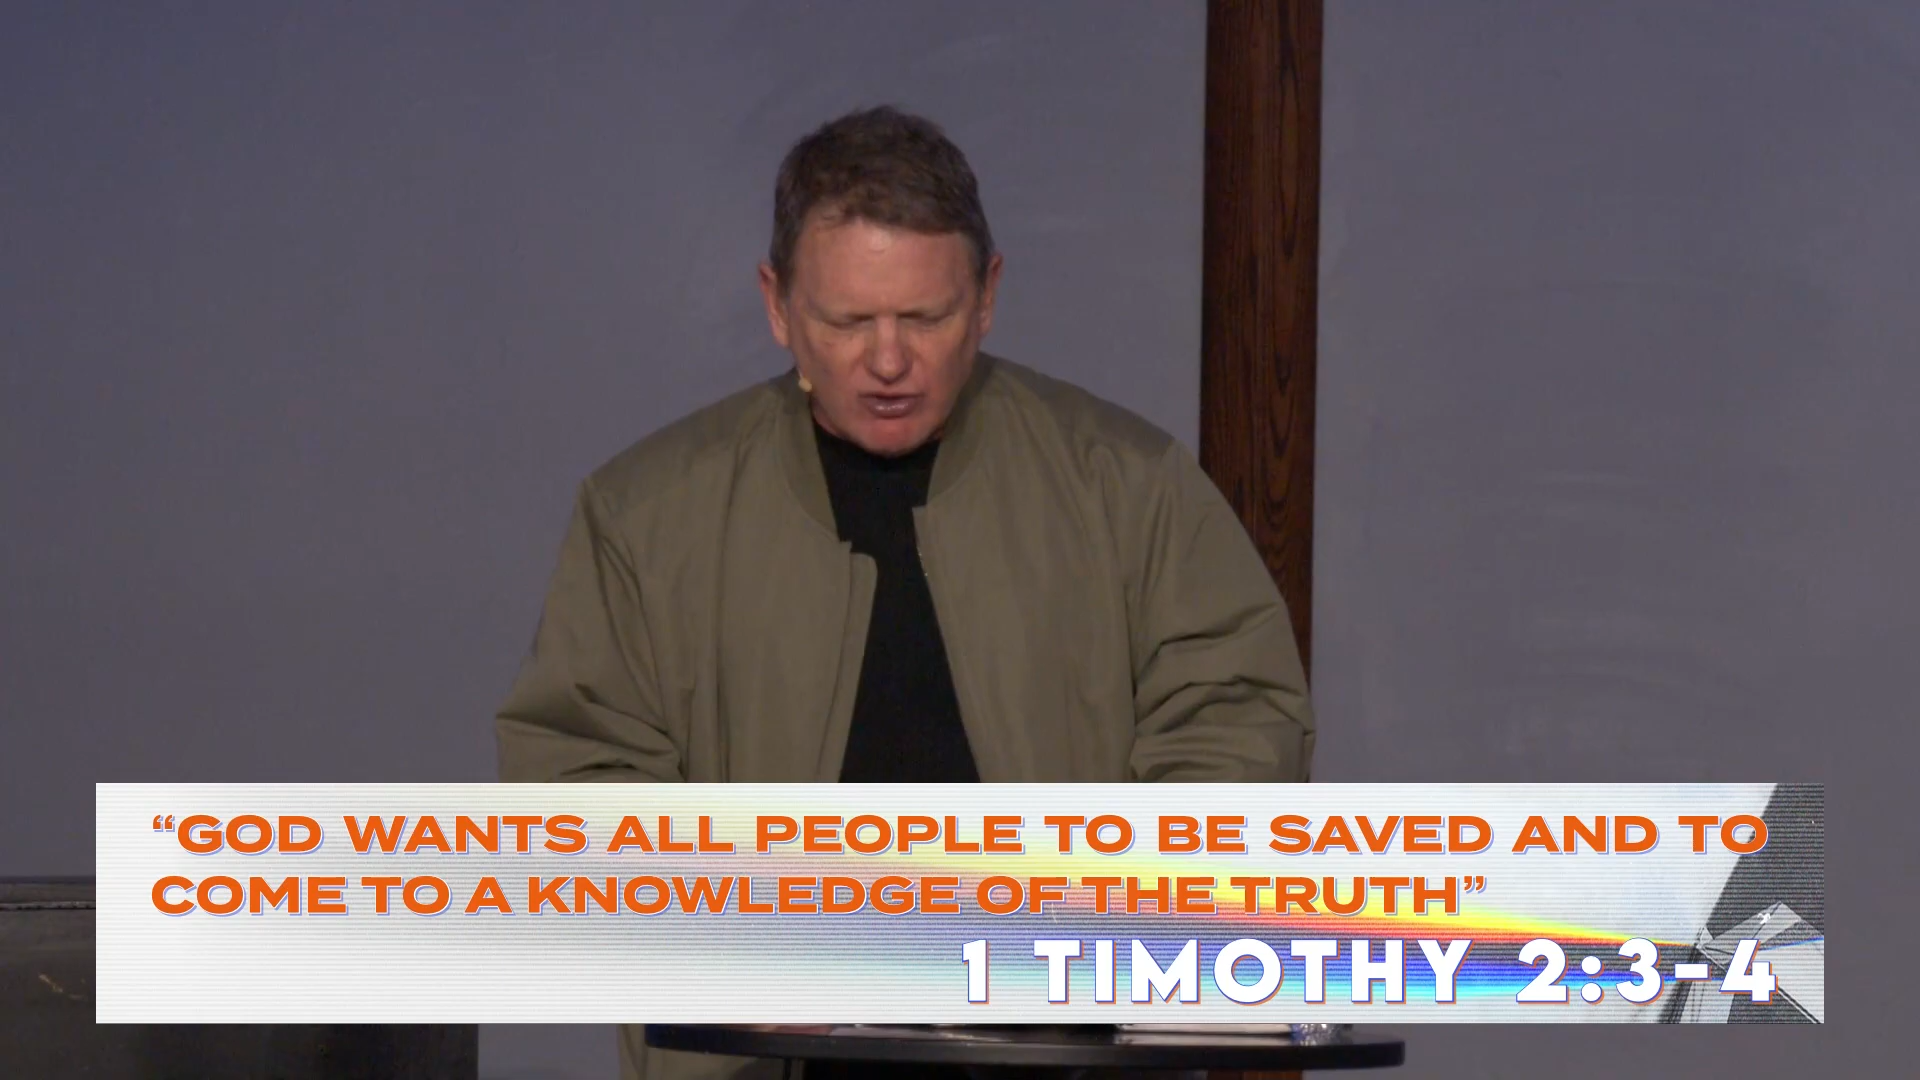 “GOD WANTS ALL PEOPLE TO BE SAVED AND TO
COME TO A KNOWLEDGE OF THE TRUTH”
1 TIMOTHY 2:3-4